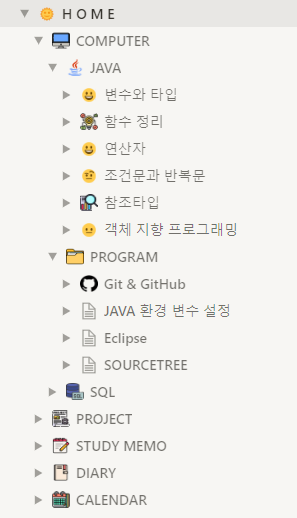 H O M E
COMPUTER
JAVA
변수와 타입
함수 정리
연산자
조건문과 반복문
참조타입
객체 지향 프로그래밍
PROGRAM
Git & GitHub
JAVA 환경 변수 설정
Eclipse
SOURCETREE
SQL
PROJECT
STUDY MEMO
DIARY
CALENDAR